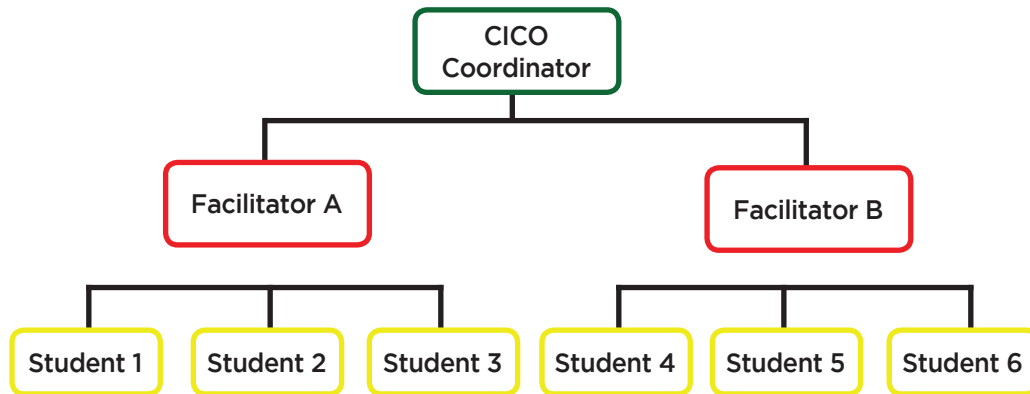 CICO
Coordinator
Facilitator A
Facilitator B
Student 1
Student 2
Student 3
Student 4
Student 5
Student 6